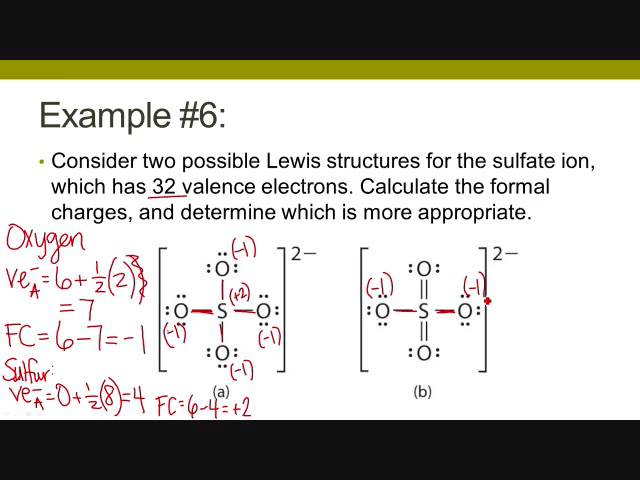 Example #6:
• Consider two possible Lewis structures for the sulfate ion,
which has 32 valence electrons. Calculate the formal
charges, and determine which is more appropriate.
Oxygen
ve⁻A = 6 + 1/2(2)
= 7
FC = 6 - 7 = -1
Sulfur:
ve⁻A = 0 + 1/2(8) = 4
FC = 6 - 4 = +2
(-1)
O
2−
(+2)
O S O
(-1) (-1)
O
(-1)
(a)
2−
O
(-1) (-1)
O S O
O
(b)